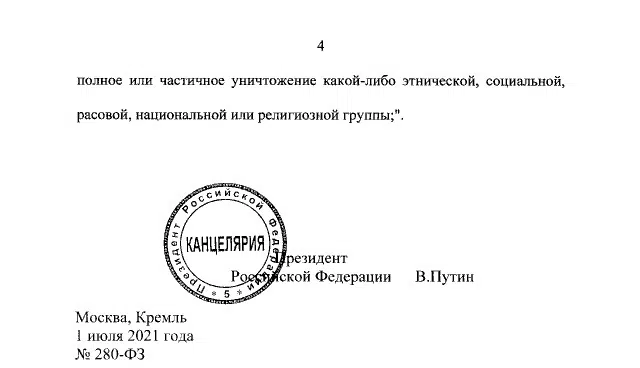 4
полное или частичное уничтожение какой-либо этнической, социальной,
расовой, национальной или религиозной группы;".
Президент Российской Федерации
КАНЦЕЛЯРИЯ
* 5 *
Президент
Российской Федерации В.Путин
Москва, Кремль
1 июля 2021 года
№ 280-ФЗ